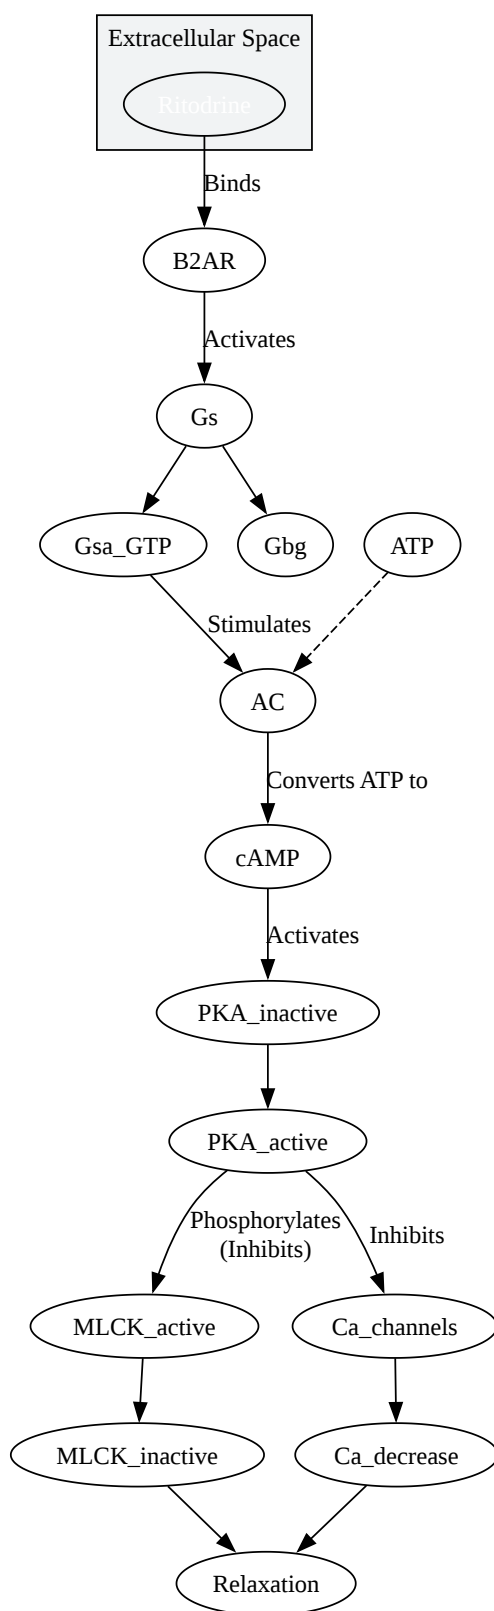 Extracellular Space
Ritodrine
Binds
B2AR
Activates
Gs
Gsa_GTP
Gbg
ATP
Stimulates
AC
Converts ATP to
cAMP
Activates
PKA_inactive
PKA_active
Phosphorylates
(Inhibits)
Inhibits
MLCK_active
Ca_channels
MLCK_inactive
Ca_decrease
Relaxation